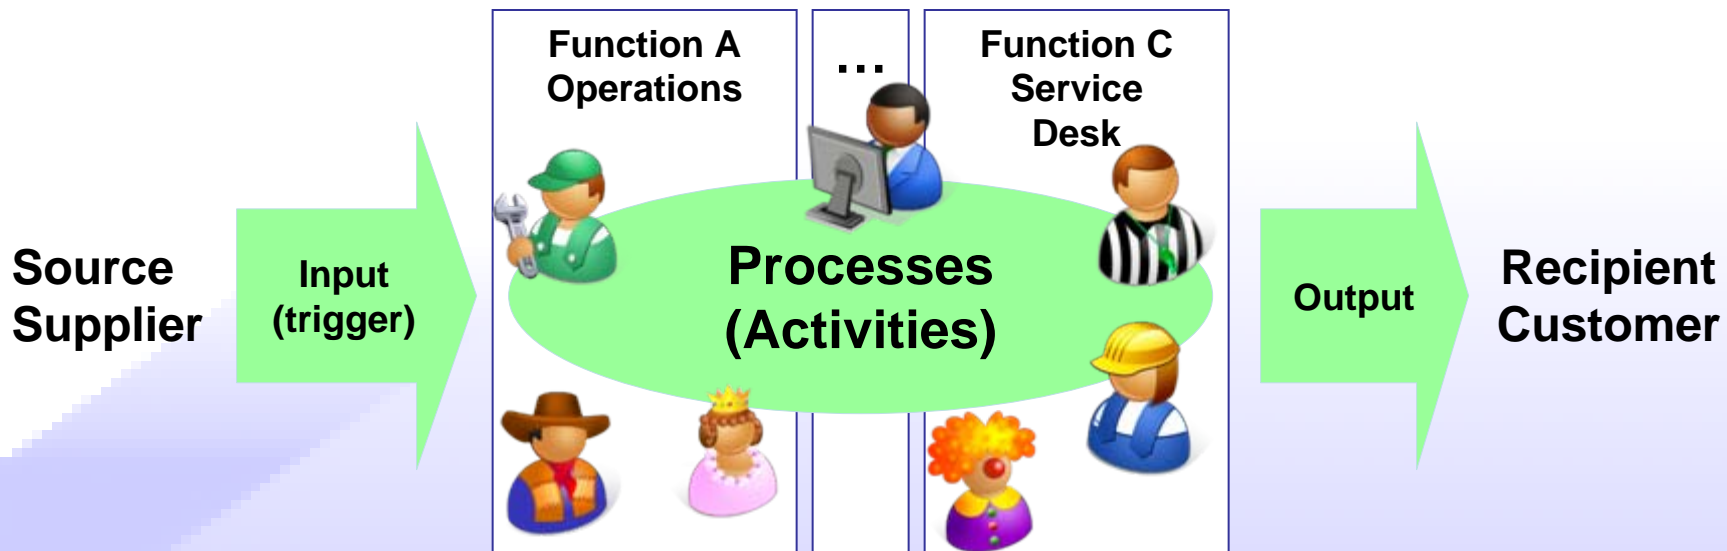 Source
Supplier
Input
(trigger)
Function A
Operations
...
Function C
Service
Desk
Processes
(Activities)
Output
Recipient
Customer